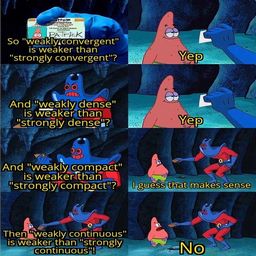 PATRICK
So "weakly convergent"
is weaker than
"strongly convergent"?
Yep
And "weakly dense"
is weaker than
"strongly dense"?
Yep
And "weakly compact"
is weaker than
"strongly compact"?
I guess that makes sense
Then "weakly continuous"
is weaker than "strongly
continuous"!
No